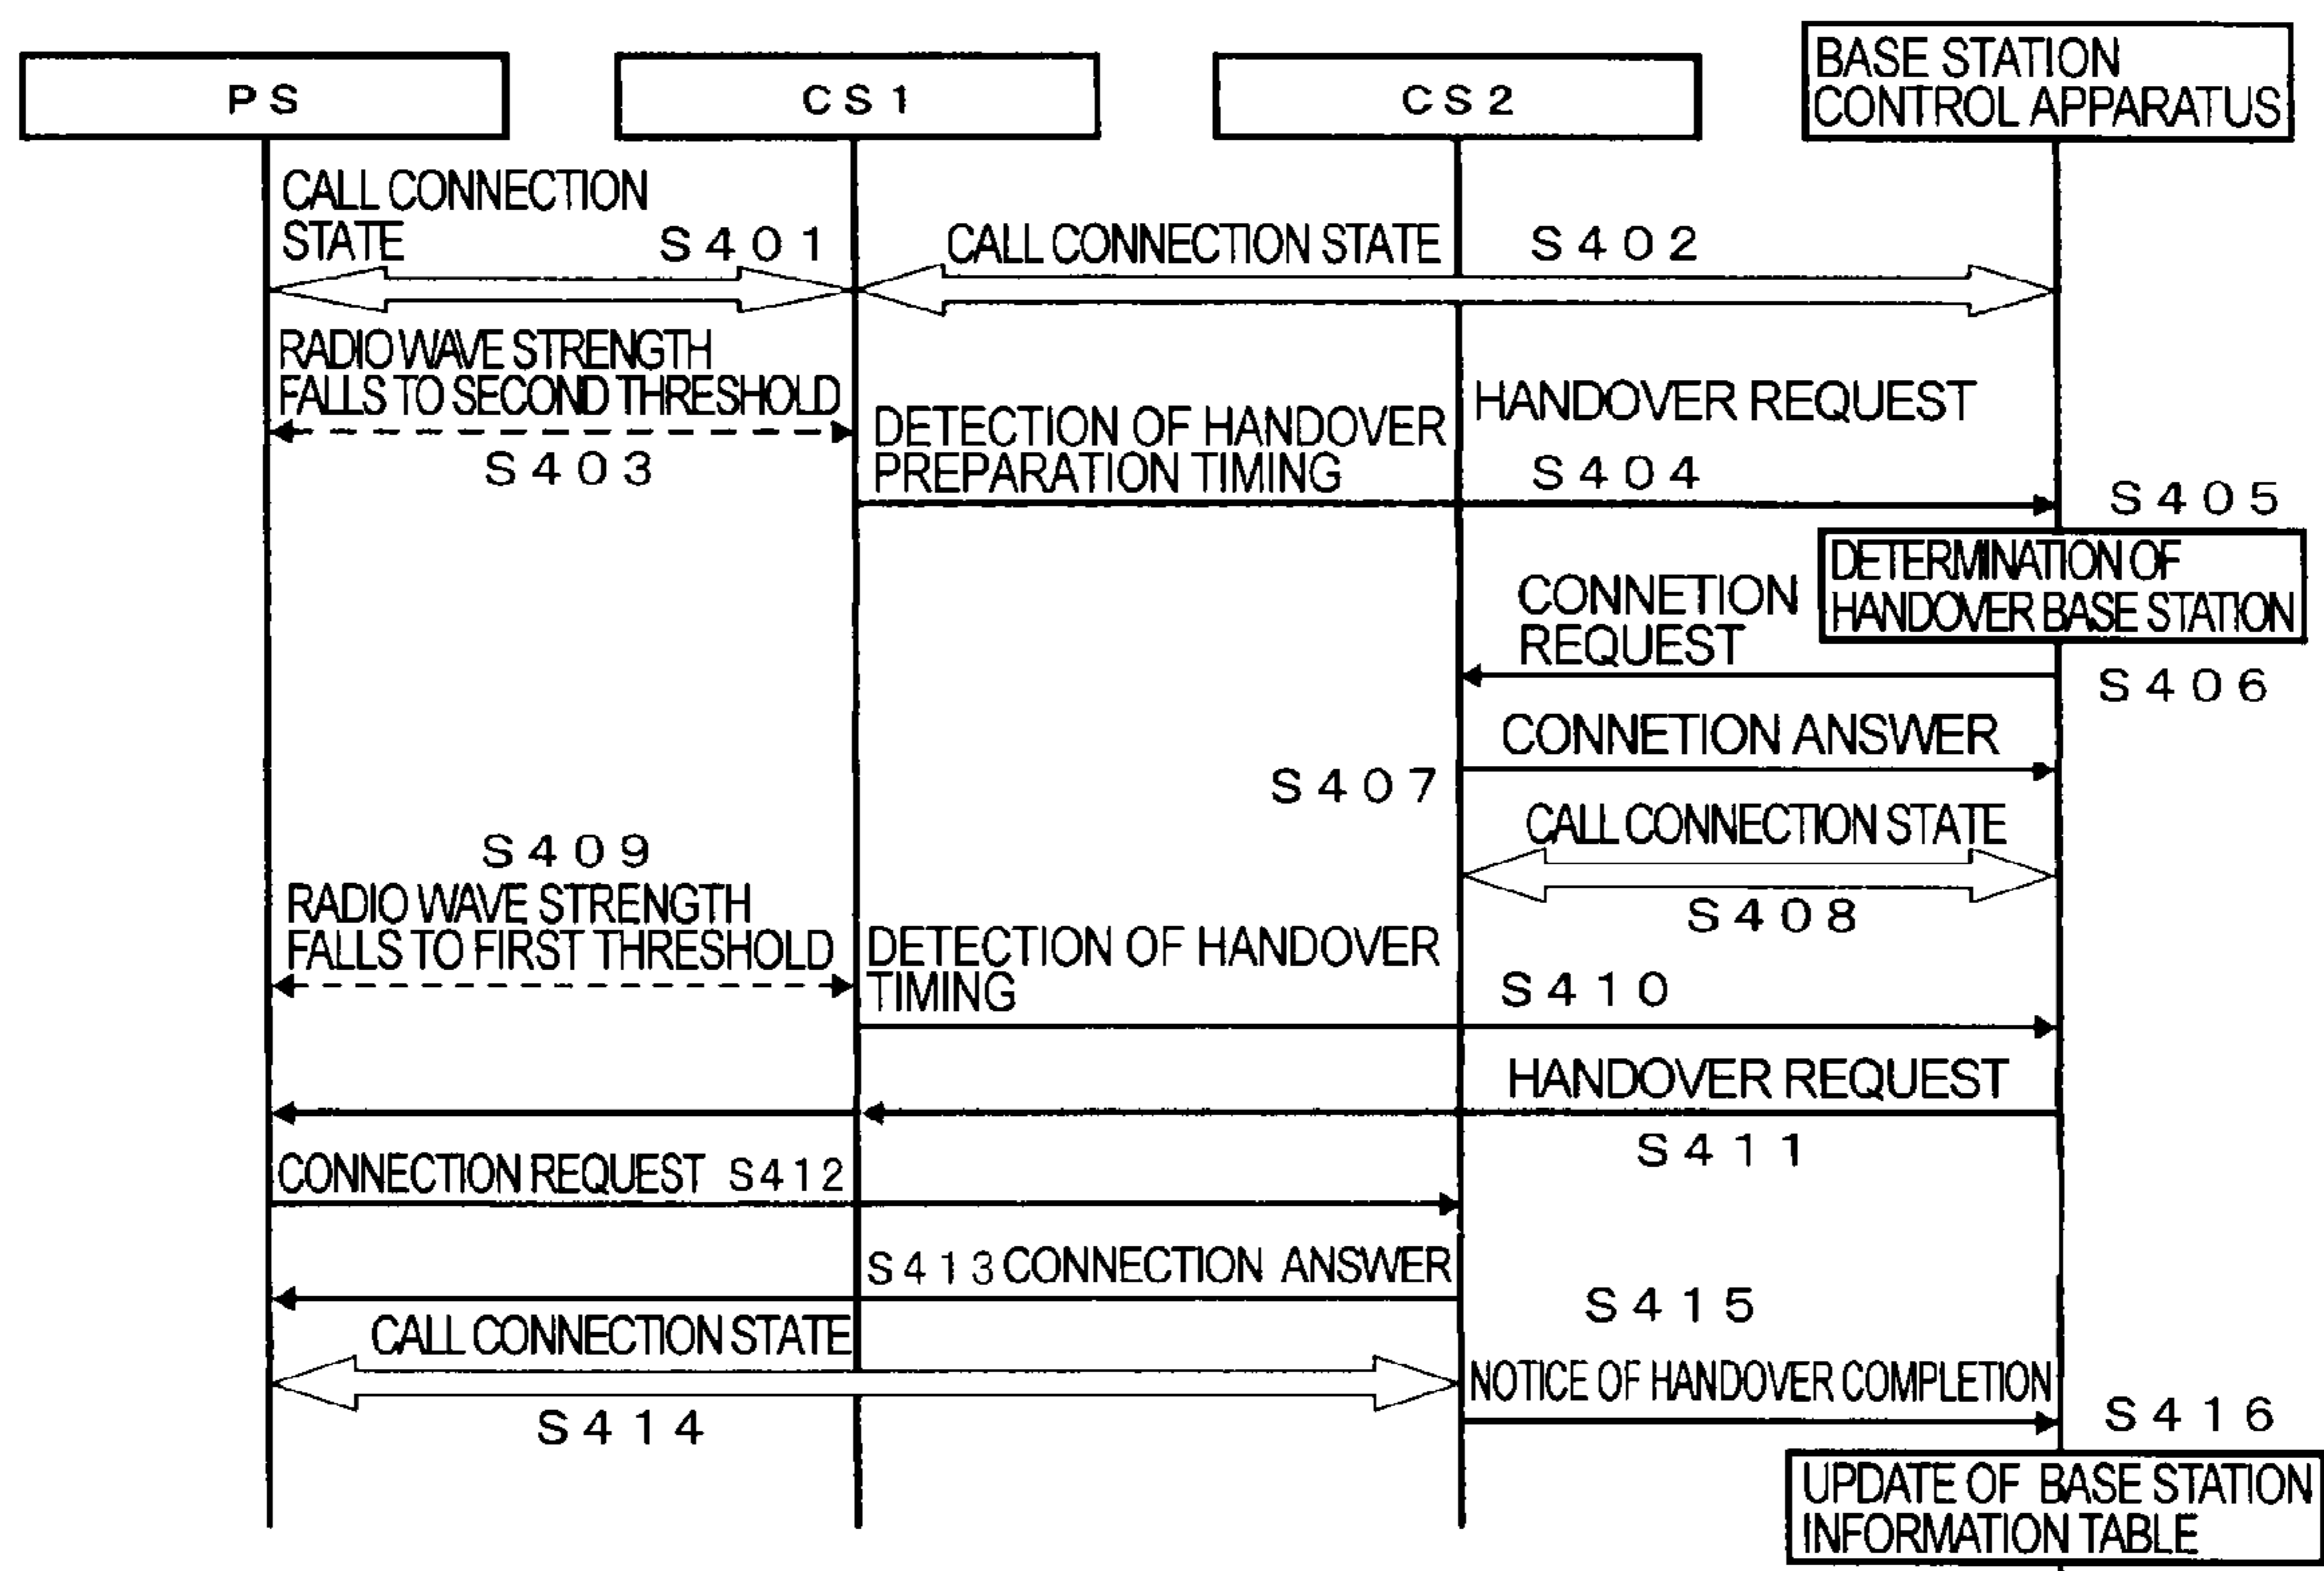 PS
CS1
CS2
BASE STATION
CONTROL APPARATUS
CALL CONNECTION
STATE
S401
CALL CONNECTION STATE
S402
RADIO WAVE STRENGTH
FALLS TO SECOND THRESHOLD
S403
DETECTION OF HANDOVER
PREPARATION TIMING
HANDOVER REQUEST
S404
S405
DETERMINATION OF
HANDOVER BASE STATION
CONNETION
REQUEST
S406
CONNETION ANSWER
S407
CALL CONNECTION STATE
S408
S409
RADIO WAVE STRENGTH
FALLS TO FIRST THRESHOLD
DETECTION OF HANDOVER
TIMING
S410
HANDOVER REQUEST
S411
CONNECTION REQUEST S412
S413 CONNECTION ANSWER
CALL CONNECTION STATE
S414
S415
NOTICE OF HANDOVER COMPLETION
S416
UPDATE OF BASE STATION
INFORMATION TABLE